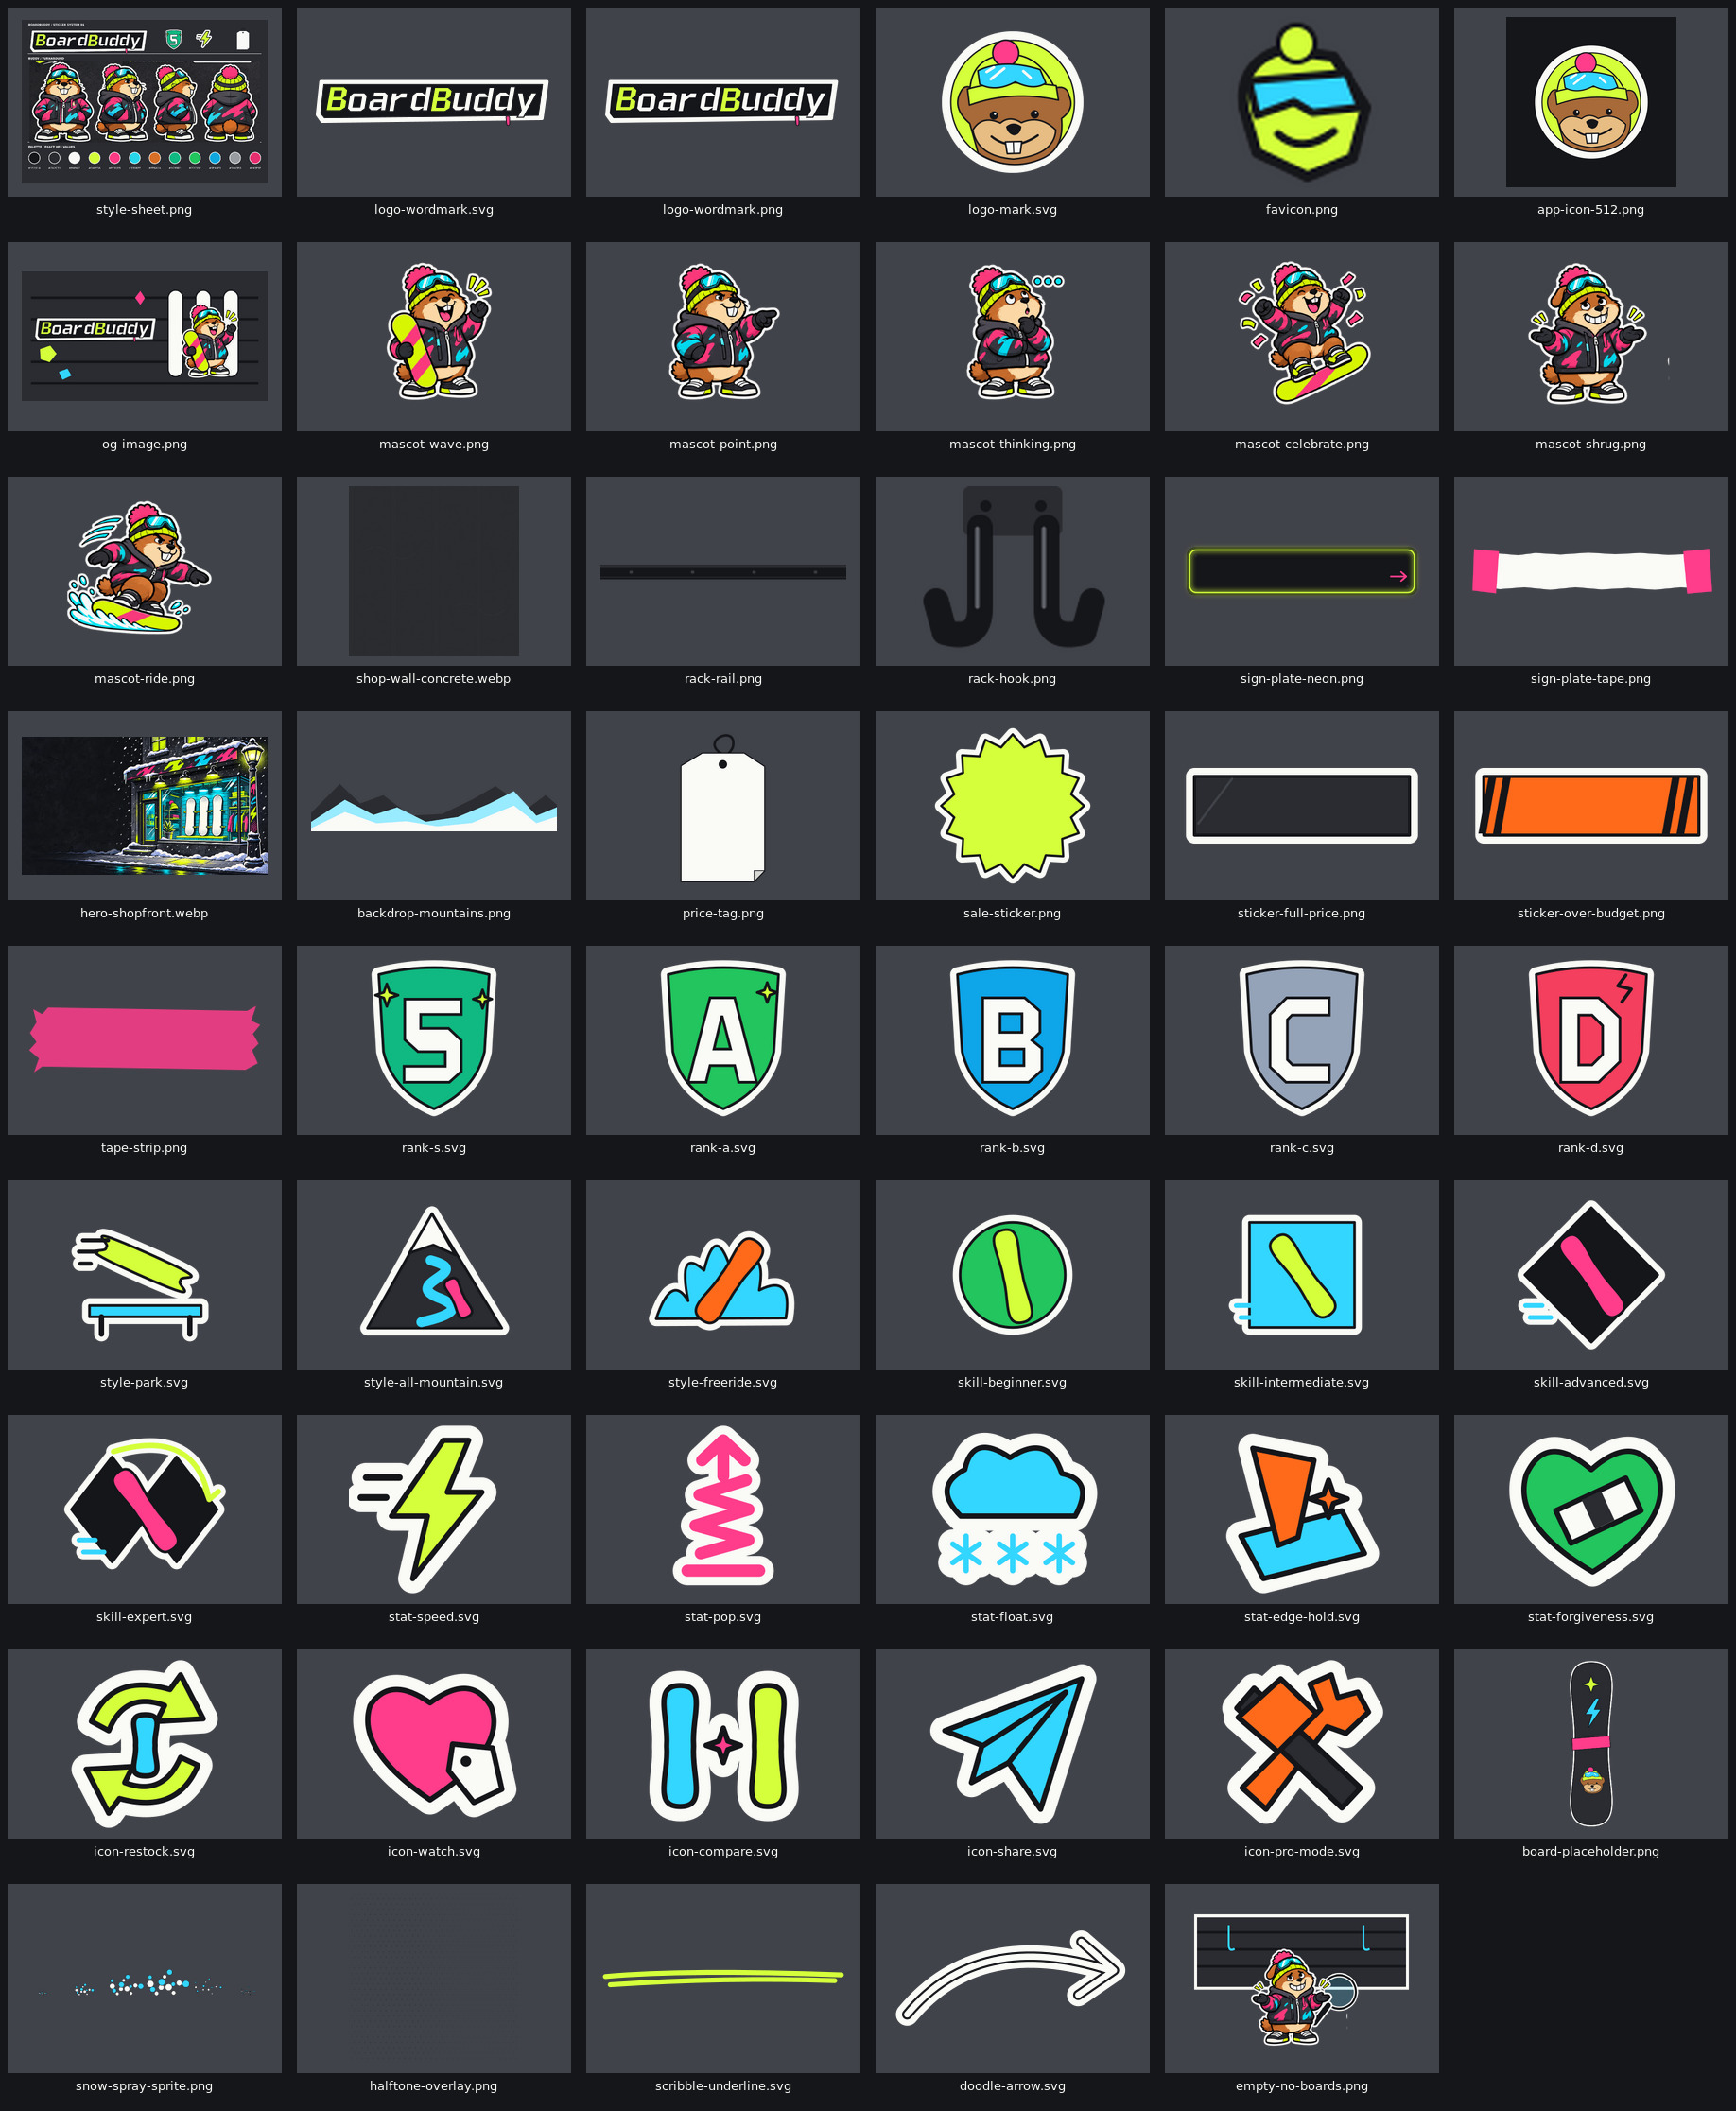 BoardBuddy
S
style-sheet.png
BoardBuddy
logo-wordmark.svg
BoardBuddy
logo-wordmark.png
logo-mark.svg
favicon.png
app-icon-512.png
BoardBuddy
og-image.png
mascot-wave.png
mascot-point.png
mascot-thinking.png
mascot-celebrate.png
mascot-shrug.png
mascot-ride.png
shop-wall-concrete.webp
rack-rail.png
rack-hook.png
sign-plate-neon.png
sign-plate-tape.png
hero-shopfront.webp
backdrop-mountains.png
price-tag.png
sale-sticker.png
sticker-full-price.png
sticker-over-budget.png
tape-strip.png
S
rank-s.svg
A
rank-a.svg
B
rank-b.svg
C
rank-c.svg
D
rank-d.svg
style-park.svg
style-all-mountain.svg
style-freeride.svg
skill-beginner.svg
skill-intermediate.svg
skill-advanced.svg
skill-expert.svg
stat-speed.svg
stat-pop.svg
stat-float.svg
stat-edge-hold.svg
stat-forgiveness.svg
icon-restock.svg
icon-watch.svg
icon-compare.svg
icon-share.svg
icon-pro-mode.svg
board-placeholder.png
snow-spray-sprite.png
halftone-overlay.png
scribble-underline.svg
doodle-arrow.svg
empty-no-boards.png